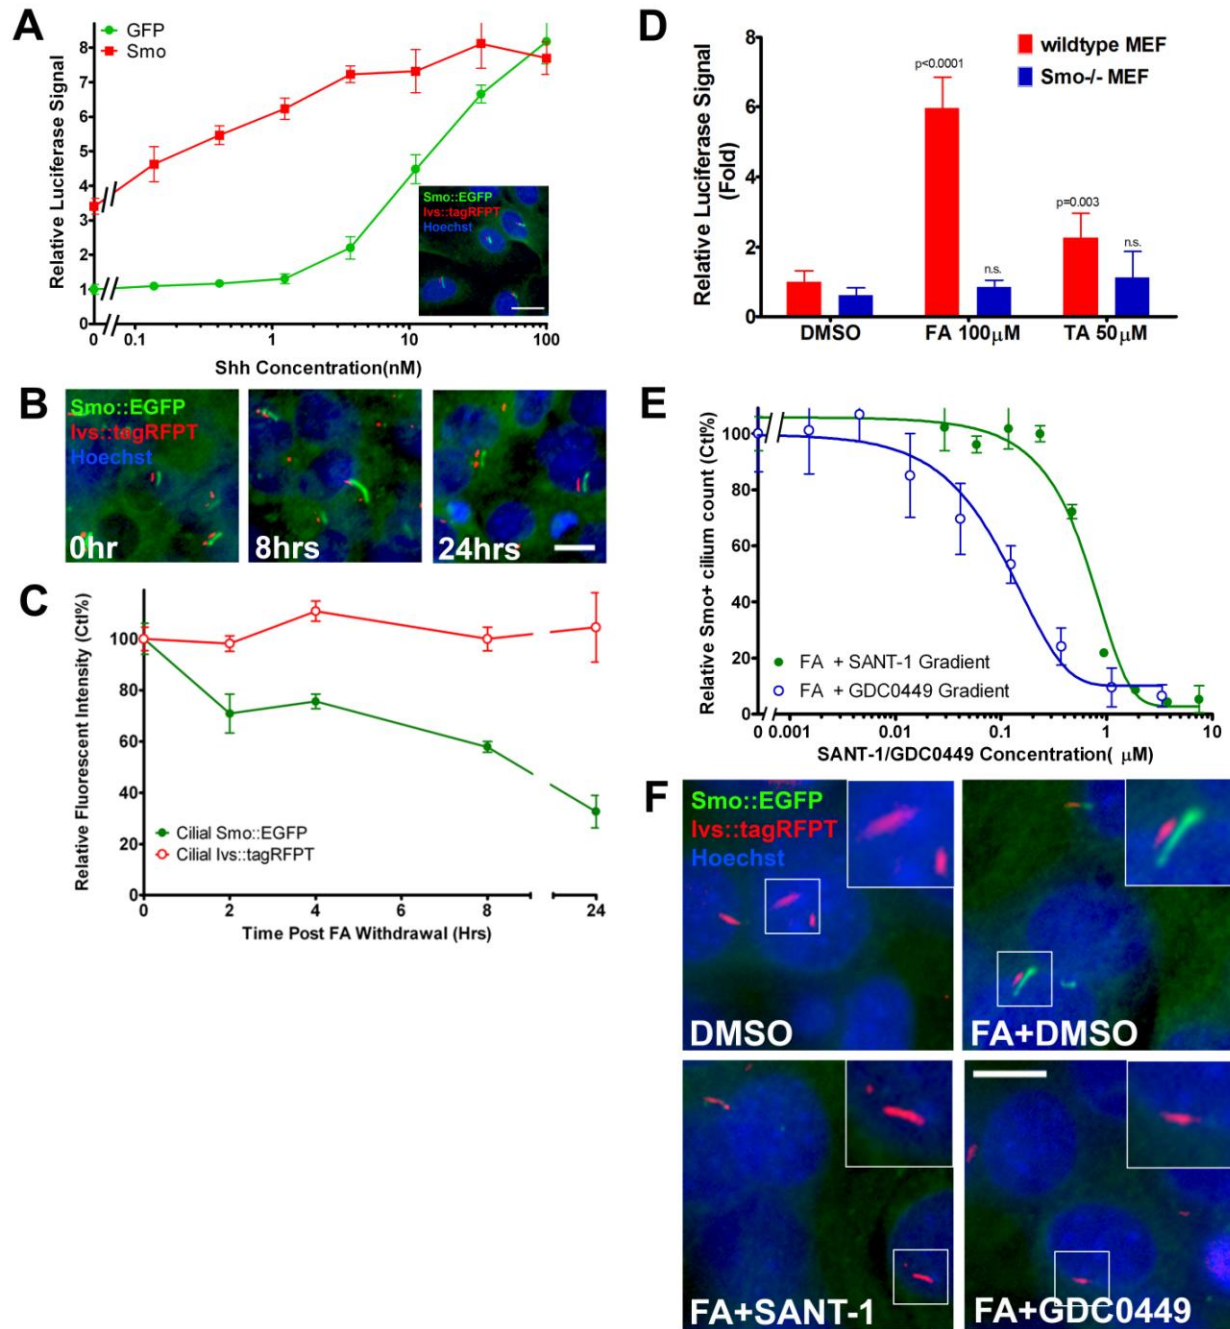 A
GFP
Smo
Relative Luciferase Signal
8
7
6
5
4
3
2
1
0
Smo::EGFP
Ivs::tagRFPT
Hoechst
0 0.1 1 10 100
Shh Concentration(nM)
B
Smo::EGFP
Ivs::tagRFPT
Hoechst
0hr
8hrs
24hrs
C
Relative Fluorescent Intensity (Ctl%)
100
80
60
40
20
0
Cilial Smo::EGFP
Cilial Ivs::tagRFPT
0 2 4 6 8 24
Time Post FA Withdrawal (Hrs)
D
Relative Luciferase Signal
(Fold)
8
6
4
2
0
wildtype MEF
Smo-/- MEF
p<0.0001
n.s.
p=0.003
n.s.
DMSO FA 100μM TA 50μM
E
Relative Smo+ cilium count (Ctl%)
100
80
60
40
20
0
FA + SANT-1 Gradient
FA + GDC0449 Gradient
0.001 0.01 0.1 1 10
SANT-1/GDC0449 Concentration( μM)
F
Smo::EGFP
Ivs::tagRFPT
Hoechst
DMSO
FA+DMSO
FA+SANT-1
FA+GDC0449